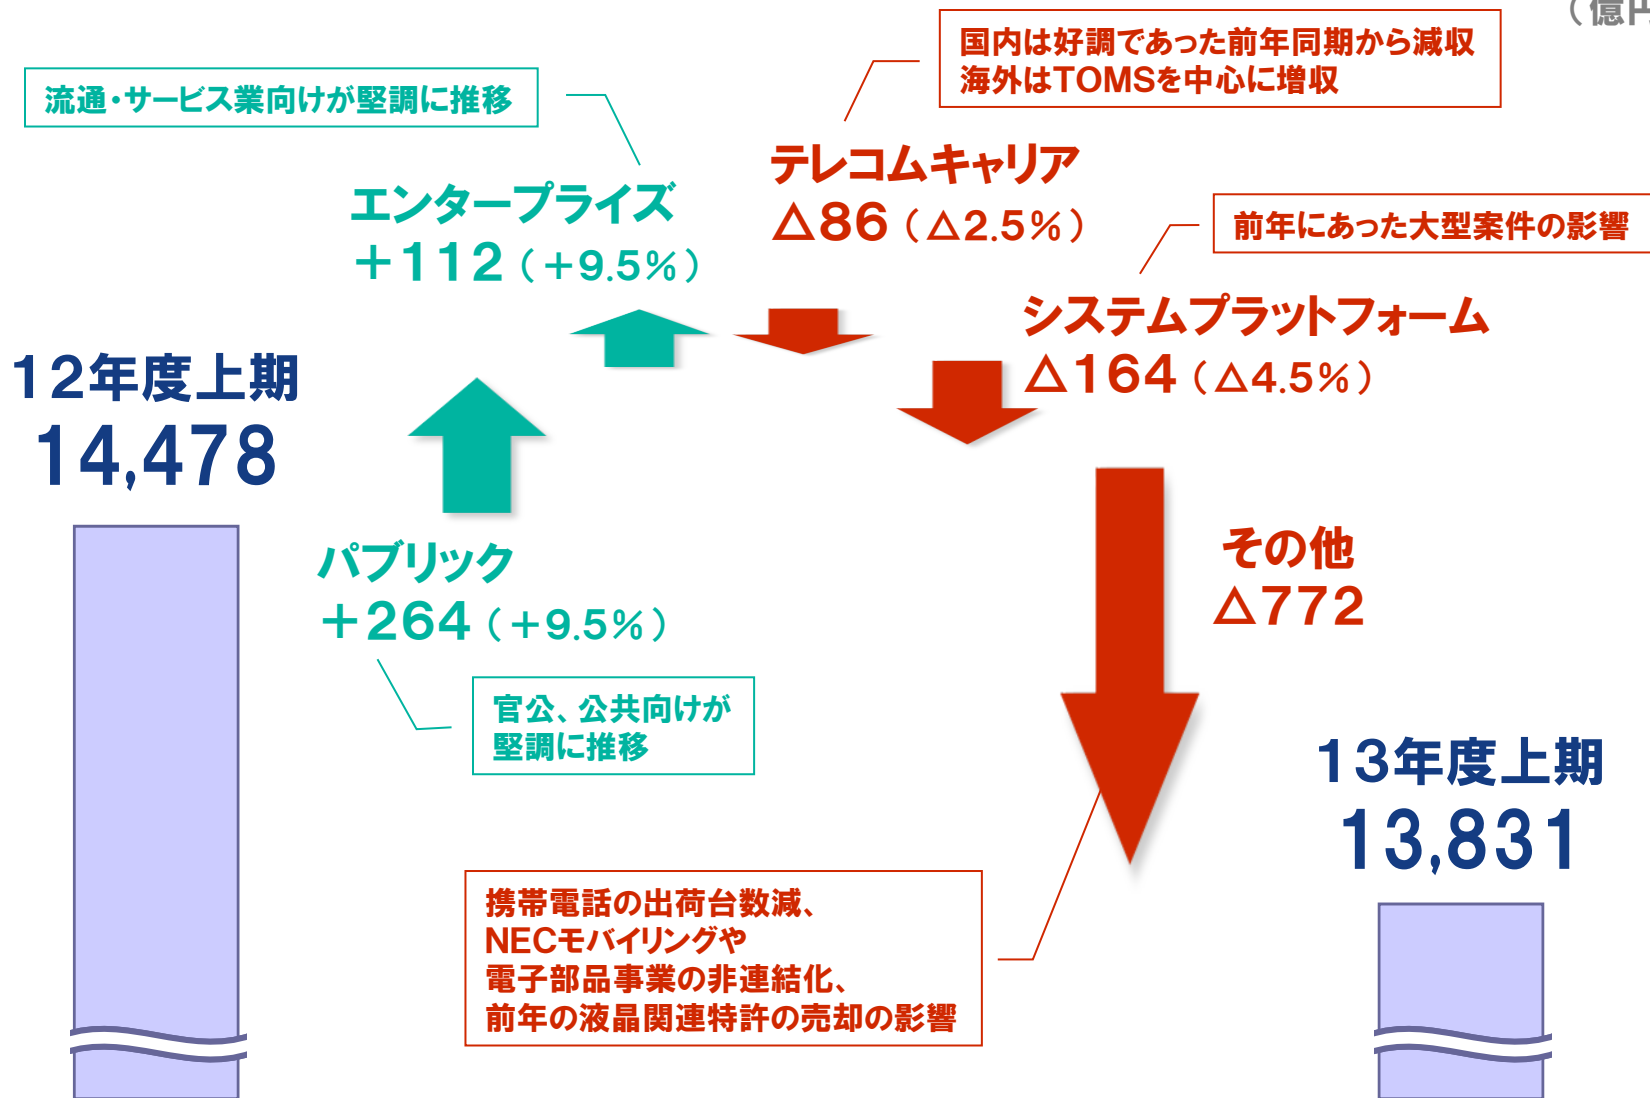 （億円
国内は好調であった前年同期から減収
海外はTOMSを中心に増収
流通・サービス業向けが堅調に推移
テレコムキャリア
△86（△2.5%）
エンタープライズ
＋112（＋9.5%）
前年にあった大型案件の影響
システムプラットフォーム
△164（△4.5%）
12年度上期
14,478
その他
△772
パブリック
＋264（＋9.5%）
官公、公共向けが
堅調に推移
13年度上期
13,831
携帯電話の出荷台数減、
NECモバイリングや
電子部品事業の非連結化、
前年の液晶関連特許の売却の影響